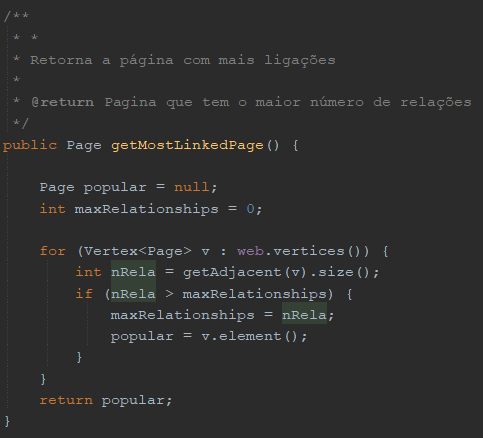 /**
 * *
 * Retorna a página com mais ligações
 *
 * @return Pagina que tem o maior número de relações
 */
public Page getMostLinkedPage() {
    Page popular = null;
    int maxRelationships = 0;
    for (Vertex<Page> v : web.vertices()) {
        int nRela = getAdjacent(v).size();
        if (nRela > maxRelationships) {
            maxRelationships = nRela;
            popular = v.element();
        }
    }
    return popular;
}